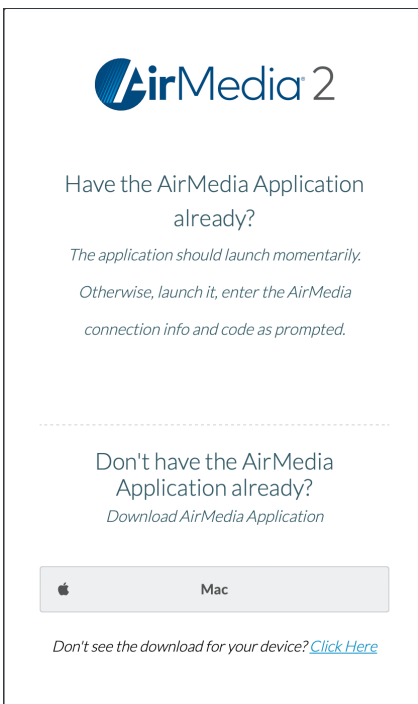 AirMedia® 2
Have the AirMedia Application
already?
The application should launch momentarily.
Otherwise, launch it, enter the AirMedia
connection info and code as prompted.
Don't have the AirMedia
Application already?
Download AirMedia Application
Mac
Don't see the download for your device? Click Here